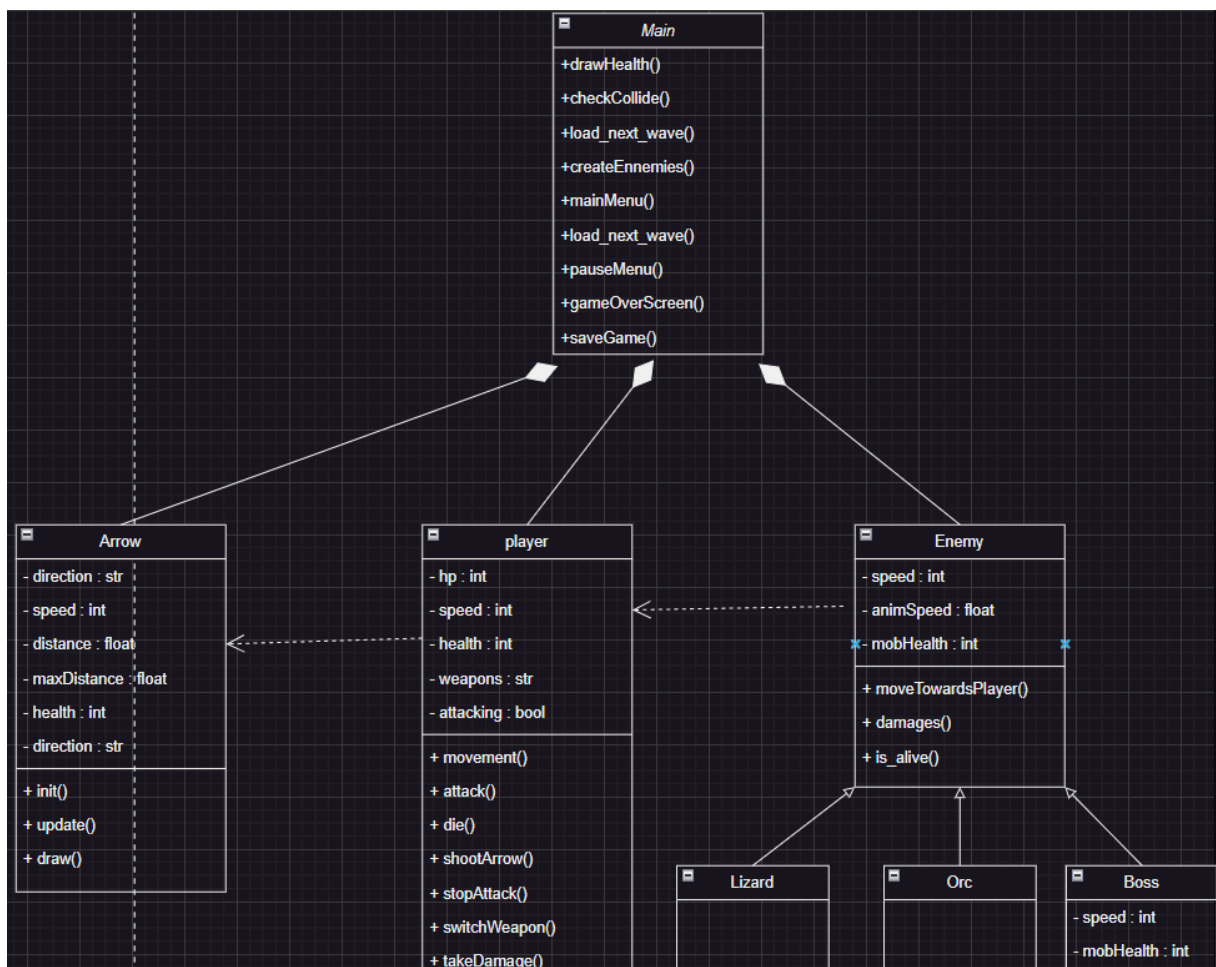 Main
+drawHealth()
+checkCollide()
+load_next_wave()
+createEnnemies()
+mainMenu()
+load_next_wave()
+pauseMenu()
+gameOverScreen()
+saveGame()
Arrow
- direction : str
- speed : int
- distance : float
- maxDistance : float
- health : int
- direction : str
+ init()
+ update()
+ draw()
player
- hp : int
- speed : int
- health : int
- weapons : str
- attacking : bool
+ movement()
+ attack()
+ die()
+ shootArrow()
+ stopAttack()
+ switchWeapon()
+ takeDamage()
Enemy
- speed : int
- animSpeed : float
- mobHealth : int
+ moveTowardsPlayer()
+ damages()
+ is_alive()
Lizard
Orc
Boss
- speed : int
- mobHealth : int